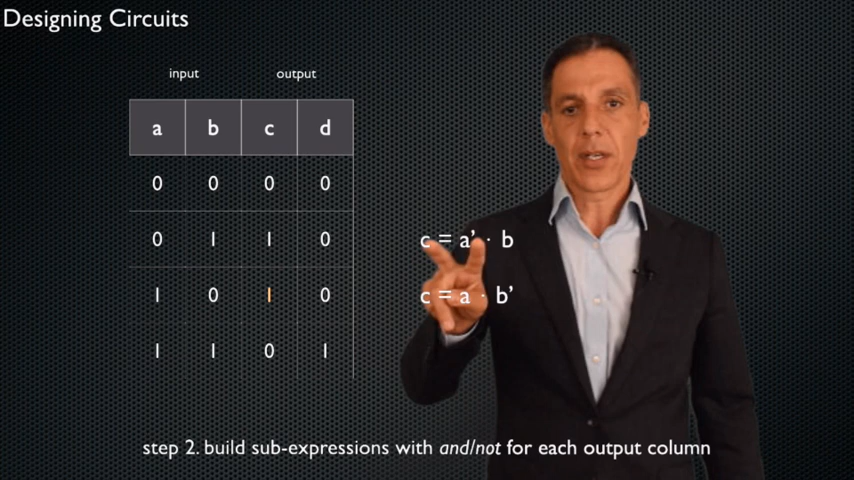 Designing Circuits
input output
a b c d
0 0 0 0
0 1 1 0
1 0 1 0
1 1 0 1
c = a' · b
c = a · b'
step 2. build sub-expressions with and/not for each output column